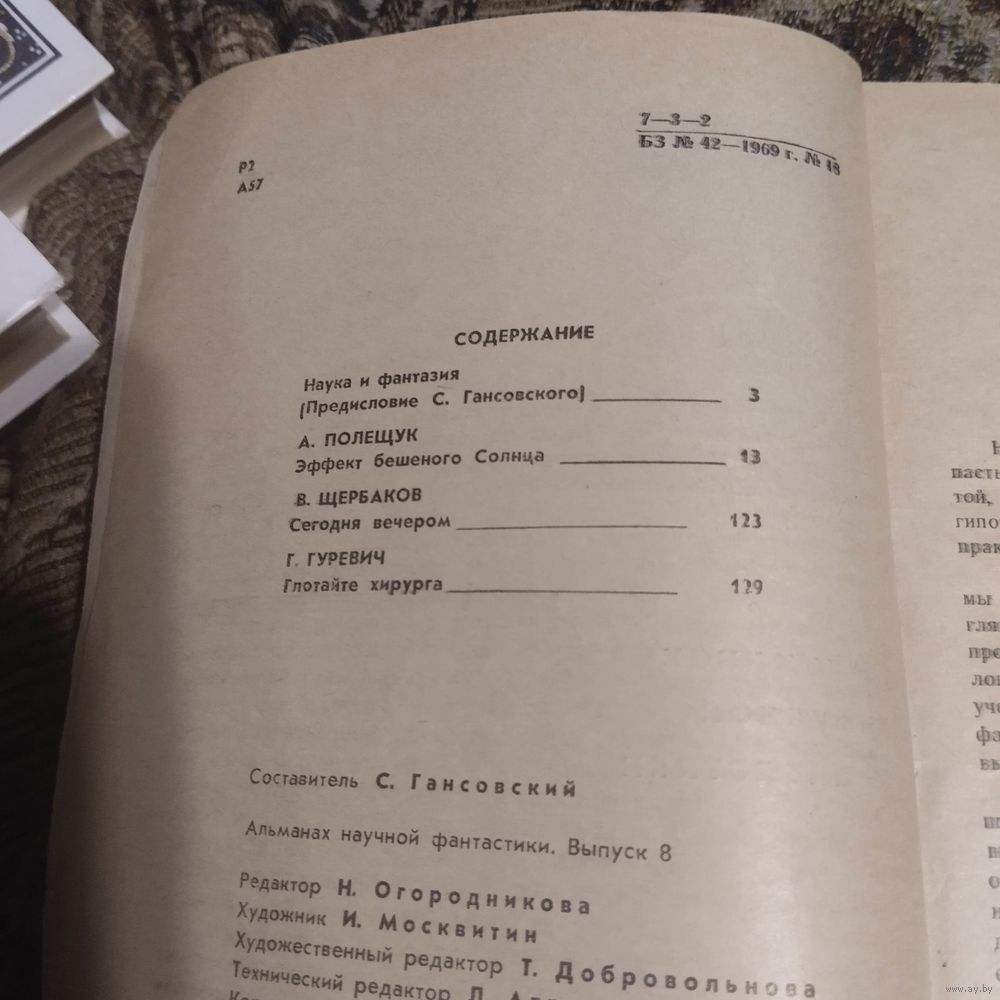 7—3—2
БЗ № 42—1969 г. № 18
Р2
А57
СОДЕРЖАНИЕ
Наука и фантазия
(Предисловие С. Гансовского) 3
А. ПОЛЕЩУК
Эффект бешеного Солнца 13
В. ЩЕРБАКОВ
Сегодня вечером 123
Г. ГУРЕВИЧ
Глотайте хирурга 129
Составитель С. Гансовский
Альманах научной фантастики. Выпуск 8
Редактор Н. Огородникова
Художник И. Москвитин
Художественный редактор Т. Добровольнова
Технический редактор
той,
гипо
мы
уче
фа
www.ay.by